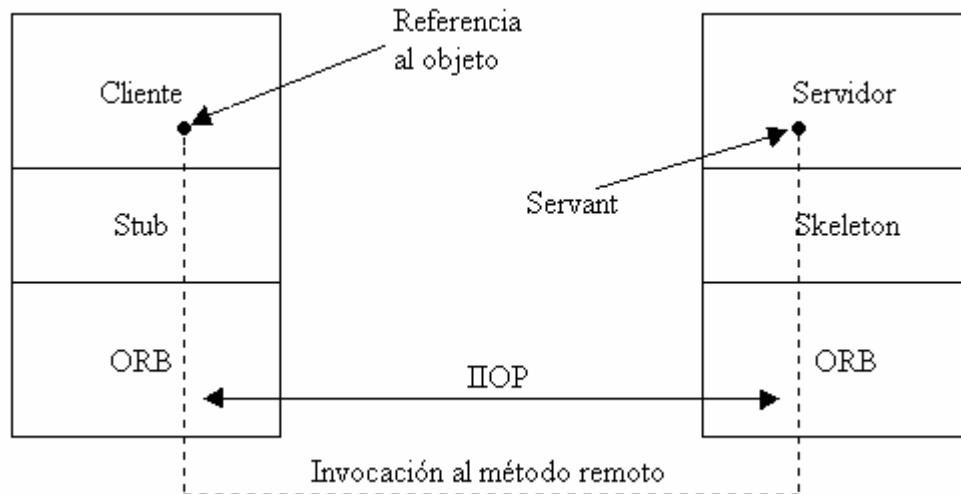 Referencia
al objeto
Cliente
Servidor
Servant
Stub
Skeleton
ORB
IIOP
ORB
Invocación al método remoto